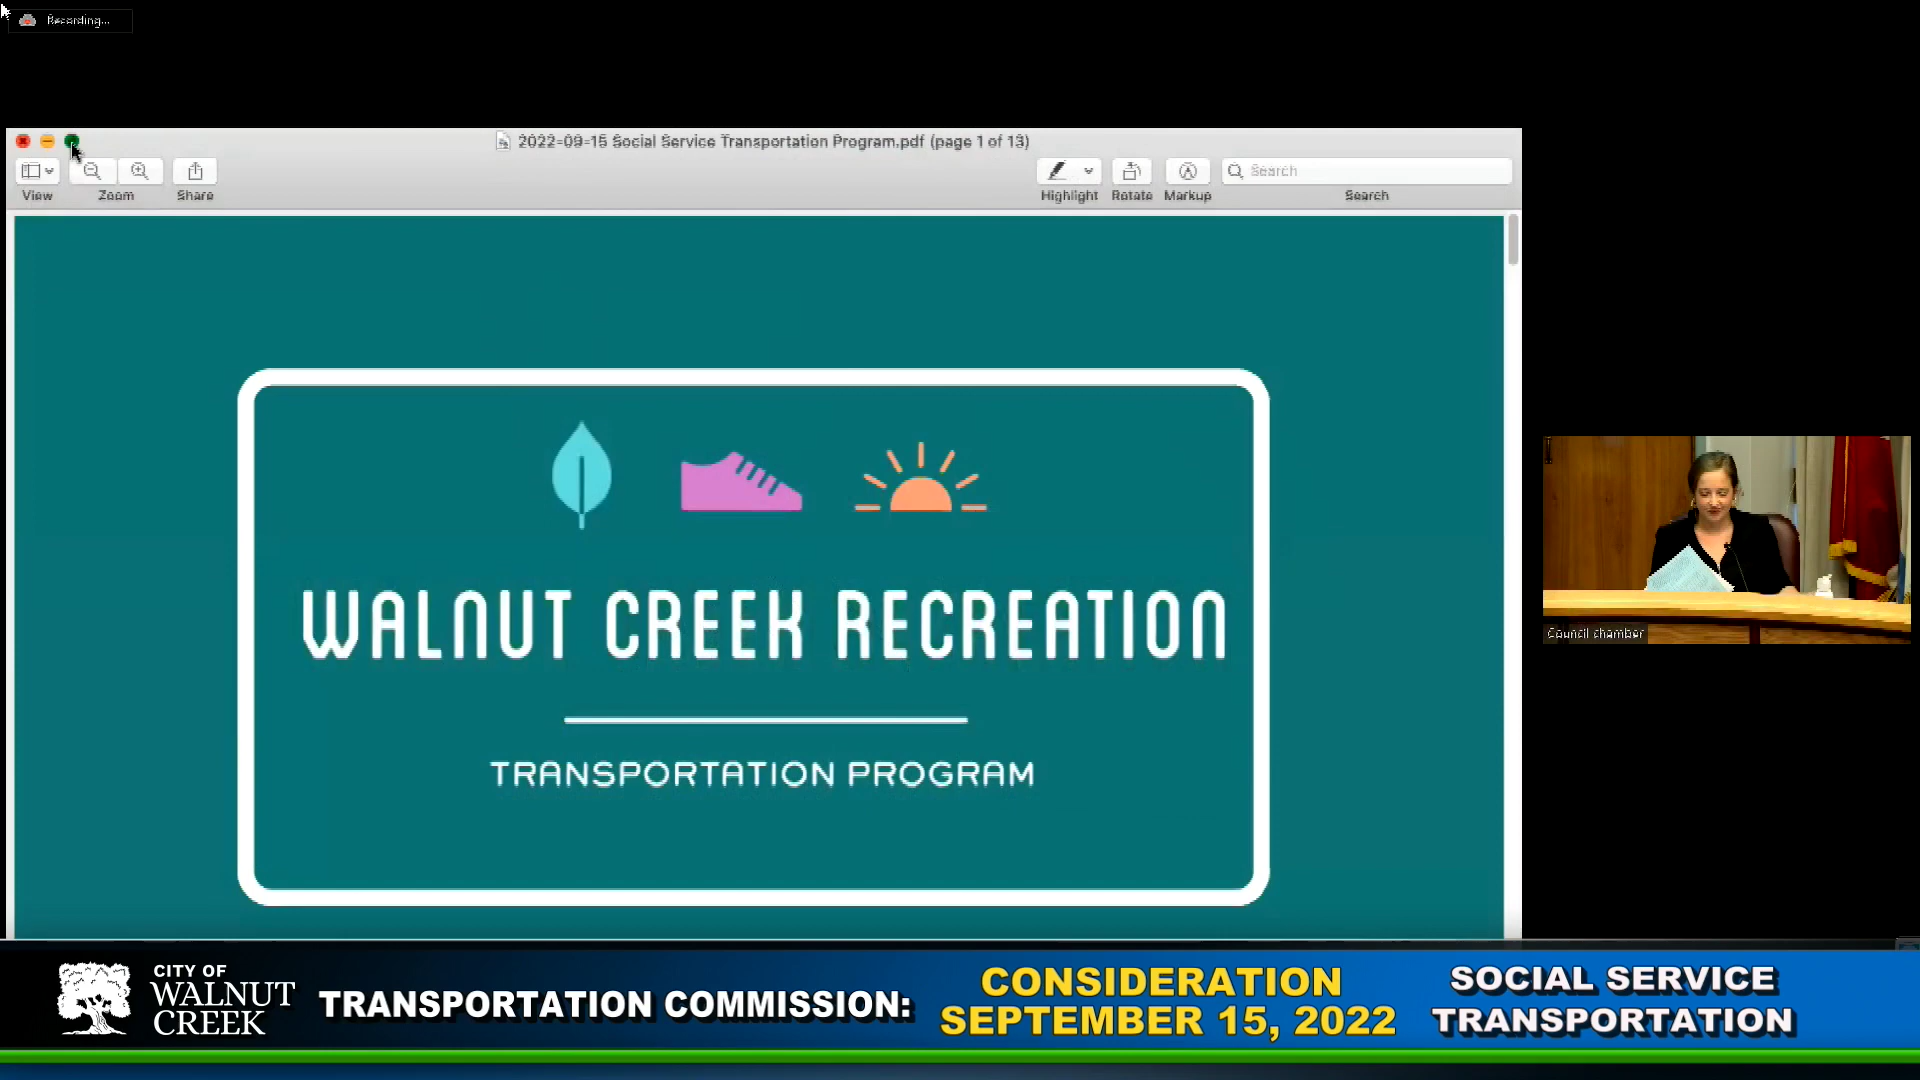 Recording...
2022-09-15 Social Service Transportation Program.pdf (page 1 of 13)
Search
View
Zoom
Share
Highlight
Rotate
Markup
Search
WALNUT CREEK RECREATION
TRANSPORTATION PROGRAM
Council chamber
CITY OF
WALNUT
CREEK
TRANSPORTATION COMMISSION:
CONSIDERATION
SEPTEMBER 15, 2022
SOCIAL SERVICE
TRANSPORTATION